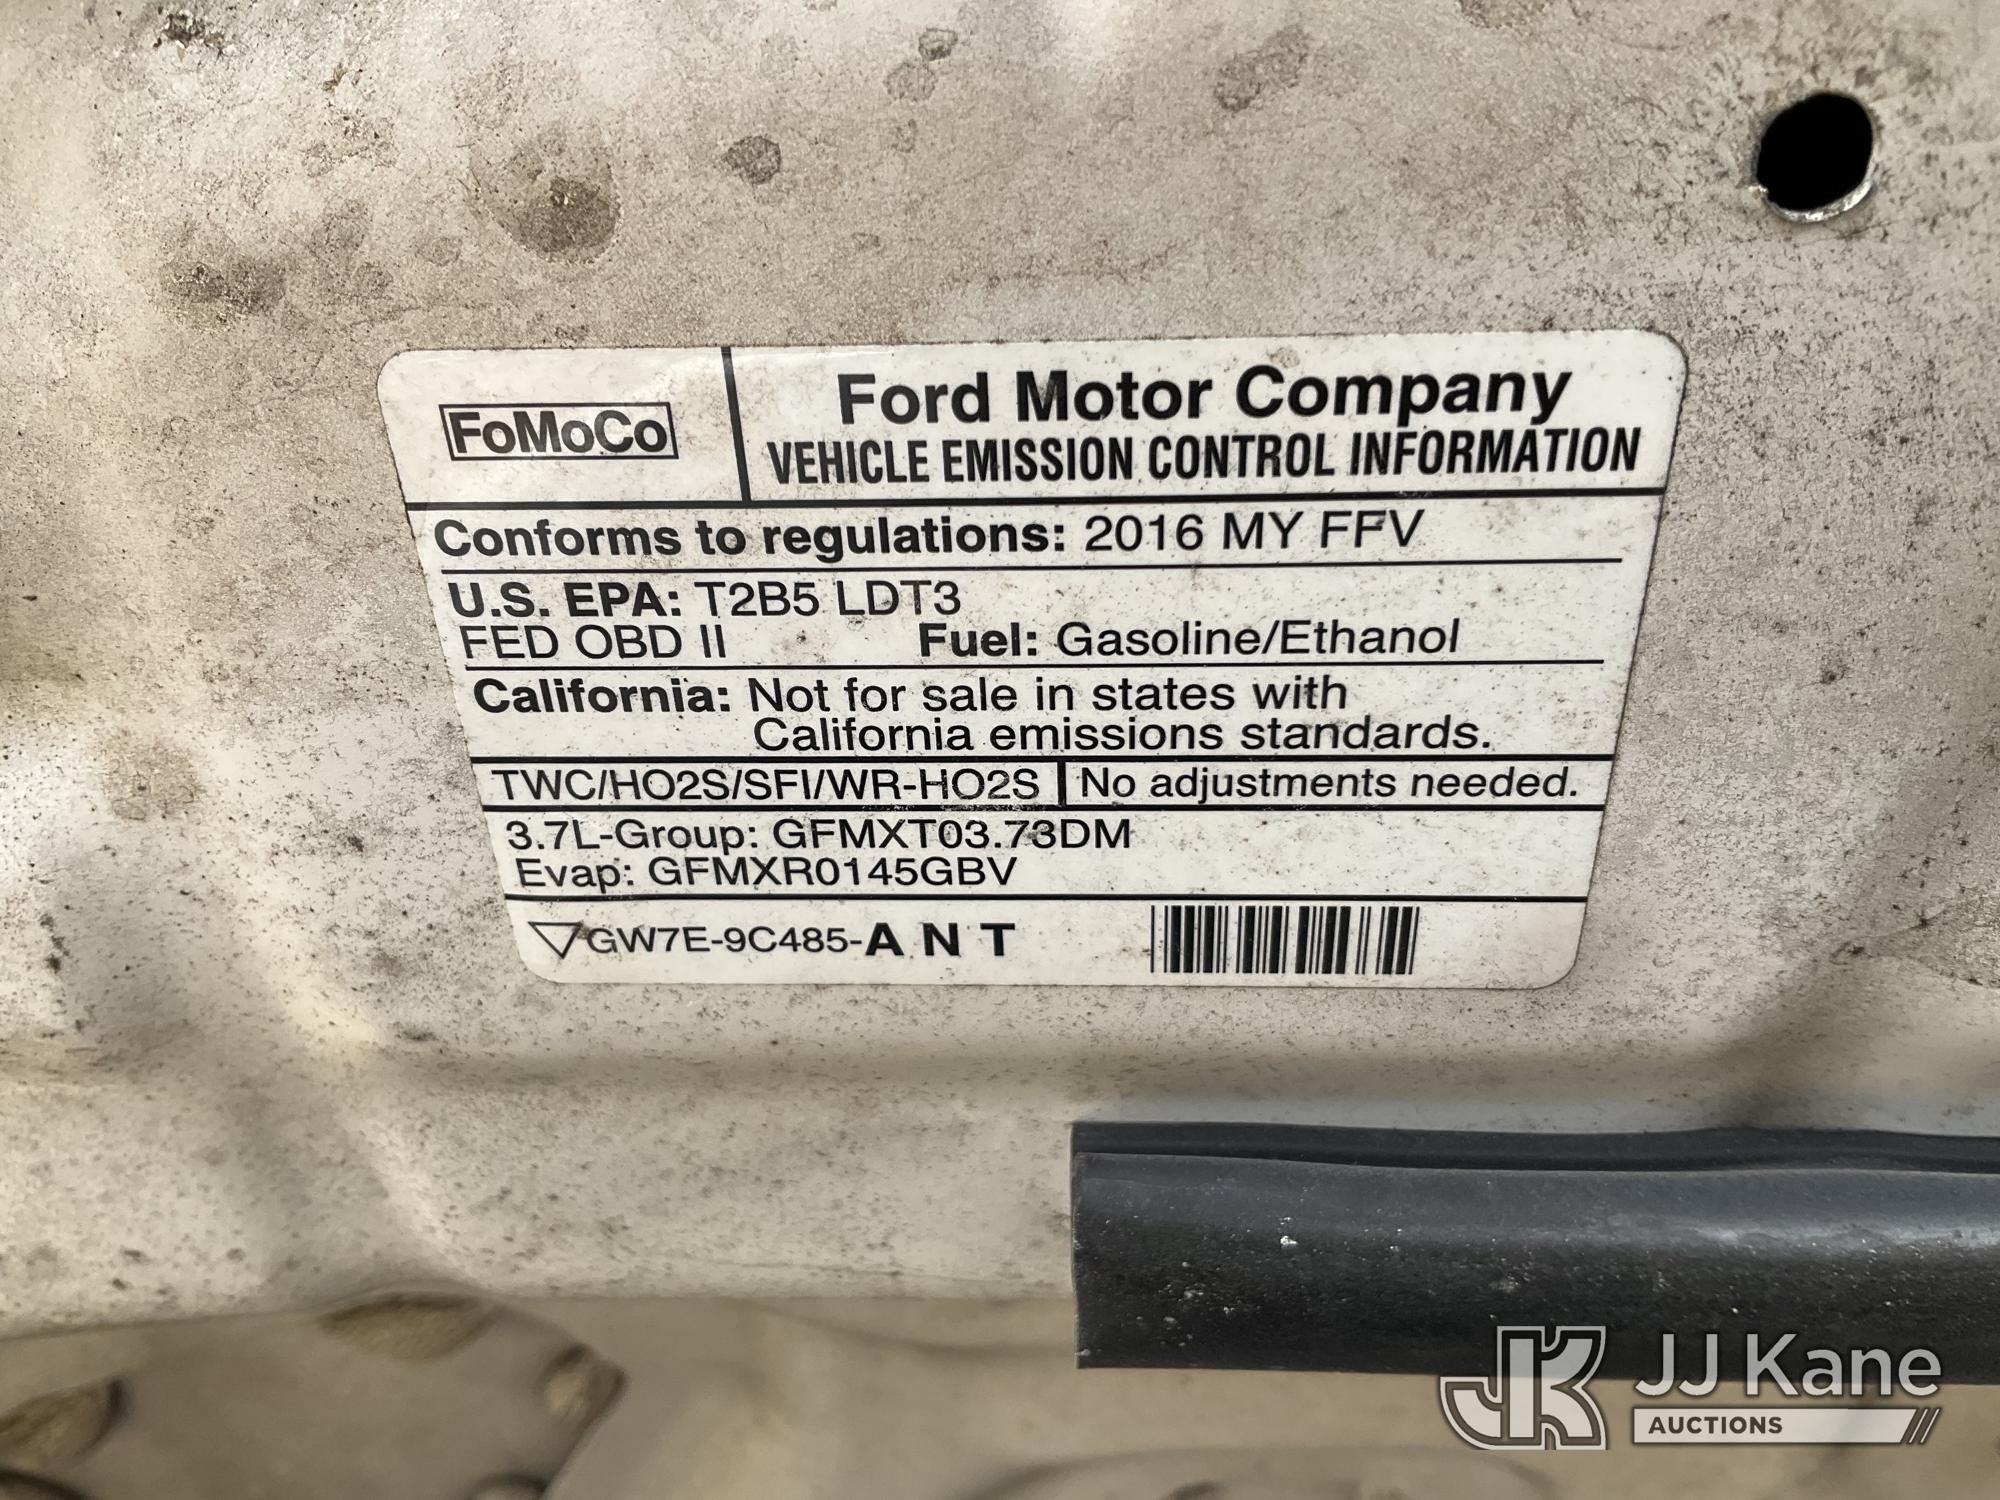 FoMoCo
Ford Motor Company
VEHICLE EMISSION CONTROL INFORMATION
Conforms to regulations: 2016 MY FFV
U.S. EPA: T2B5 LDT3
FED OBD II Fuel: Gasoline/Ethanol
California: Not for sale in states with
California emissions standards.
TWC/HO2S/SFI/WR-HO2S No adjustments needed.
3.7L-Group: GFMXT03.73DM
Evap: GFMXR0145GBV
GW7E-9C485-A N T
JK JJ Kane
AUCTIONS